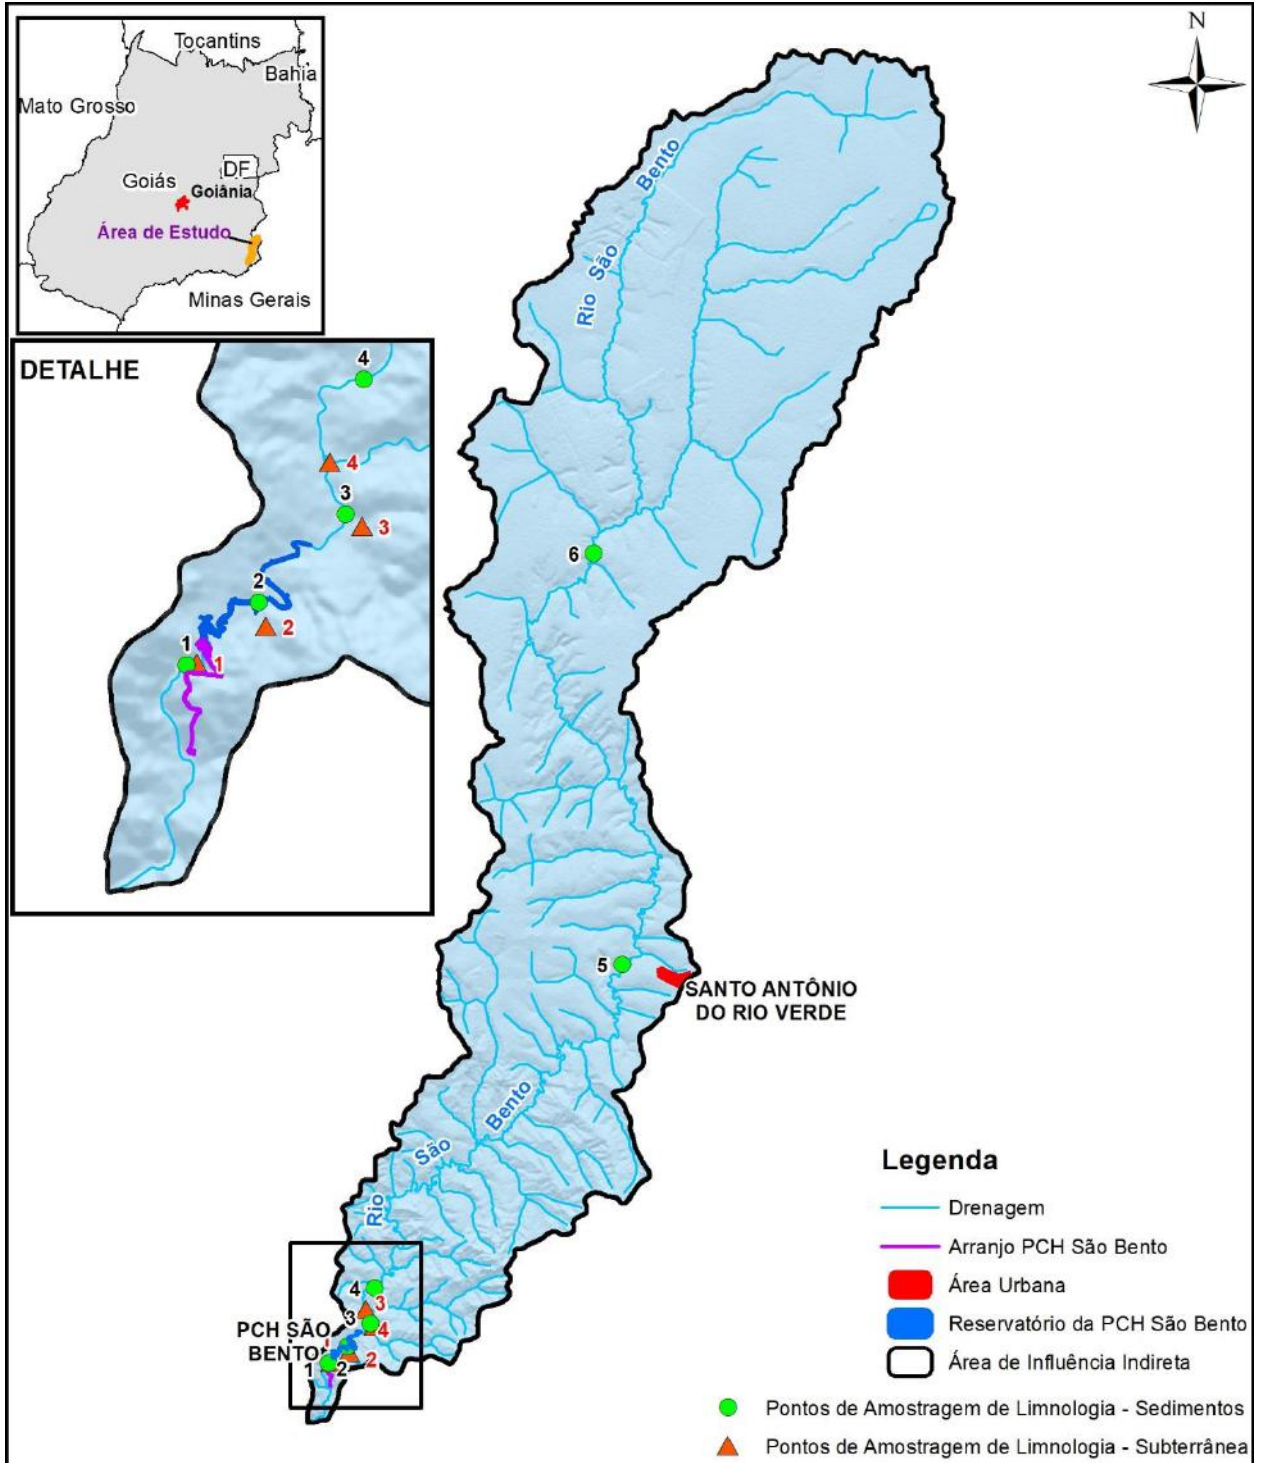 Tocantins
Bahia
Mato Grosso
DF
Goiás
Goiânia
Área de Estudo
Minas Gerais
N
DETALHE
4
4
3
3
2
2
1
1
Rio São Bento
6
5
SANTO ANTÔNIO
DO RIO VERDE
Rio São Bento
4
3
3
4
PCH SÃO
BENTO
1
2
2
Legenda
Drenagem
Arranjo PCH São Bento
Área Urbana
Reservatório da PCH São Bento
Área de Influência Indireta
Pontos de Amostragem de Limnologia - Sedimentos
Pontos de Amostragem de Limnologia - Subterrânea